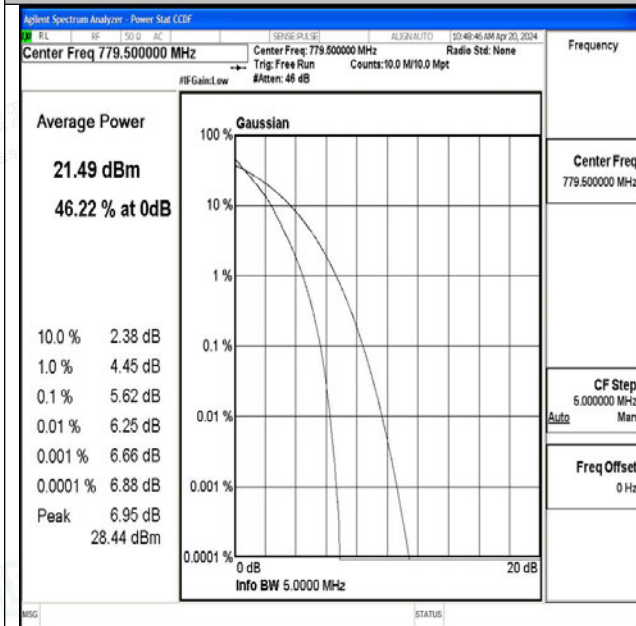 Agilent Spectrum Analyzer - Power Stat CCDF
RL RF 50 Ω AC SENSE:PULSE ALIGN AUTO 10:48:46 AM Apr 20, 2024
Center Freq 779.500000 MHz
Center Freq: 779.500000 MHz Radio Std: None
Trig: Free Run Counts:10.0 M/10.0 Mpt
#IFGain:Low #Atten: 46 dB
Frequency
Average Power
21.49 dBm
46.22 % at 0dB
10.0 % 2.38 dB
1.0 % 4.45 dB
0.1 % 5.62 dB
0.01 % 6.25 dB
0.001 % 6.66 dB
0.0001 % 6.88 dB
Peak 6.95 dB
28.44 dBm
Gaussian
100 %
10 %
1 %
0.1 %
0.01 %
0.001 %
0.0001 %
0 dB 20 dB
Info BW 5.0000 MHz
Center Freq
779.500000 MHz
CF Step
5.000000 MHz
Auto Man
Freq Offset
0 Hz
MSG STATUS